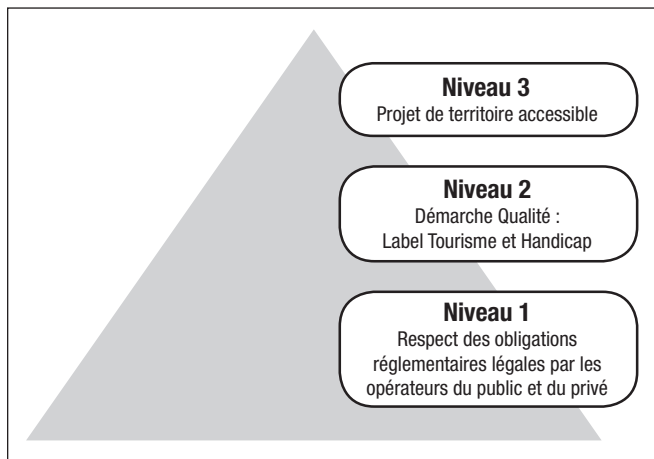 Niveau 3
Projet de territoire accessible
Niveau 2
Démarche Qualité :
Label Tourisme et Handicap
Niveau 1
Respect des obligations
réglementaires légales par les
opérateurs du public et du privé